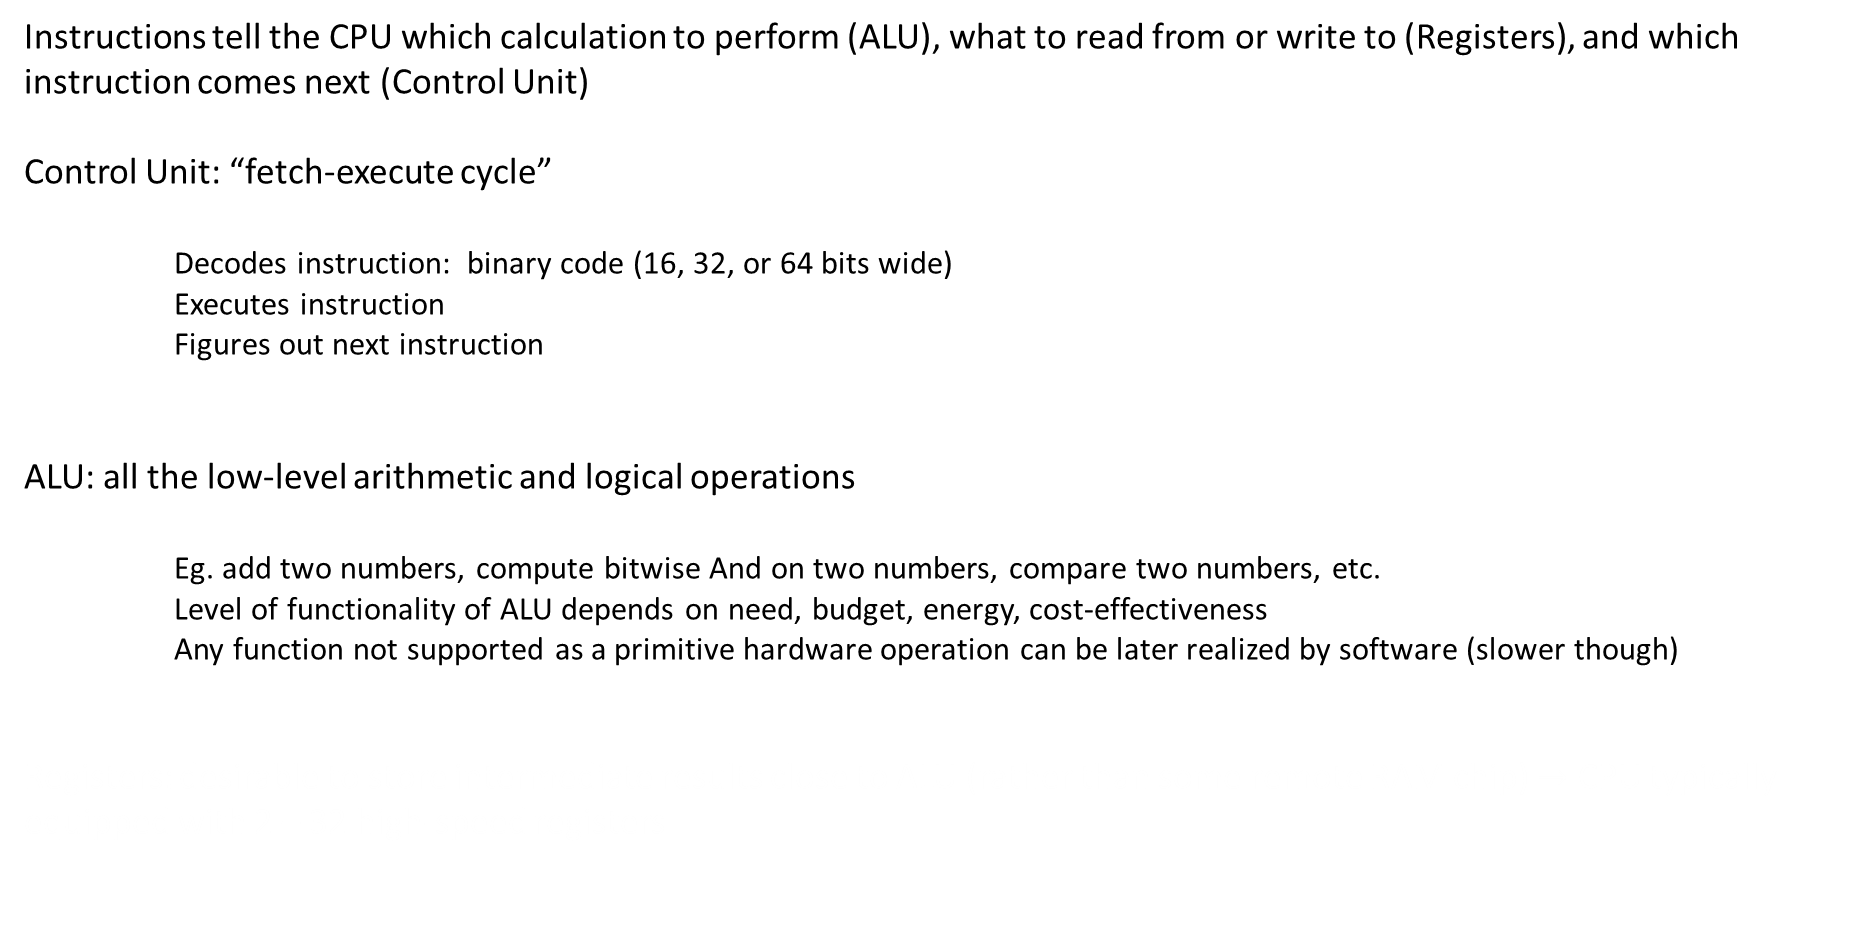 Instructions tell the CPU which calculation to perform (ALU), what to read from or write to (Registers), and which
instruction comes next (Control Unit)
Control Unit: “fetch-execute cycle”
Decodes instruction:  binary code (16, 32, or 64 bits wide)
Executes instruction
Figures out next instruction
ALU: all the low-level arithmetic and logical operations
Eg. add two numbers, compute bitwise And on two numbers, compare two numbers, etc.
Level of functionality of ALU depends on need, budget, energy, cost-effectiveness
Any function not supported as a primitive hardware operation can be later realized by software (slower though)